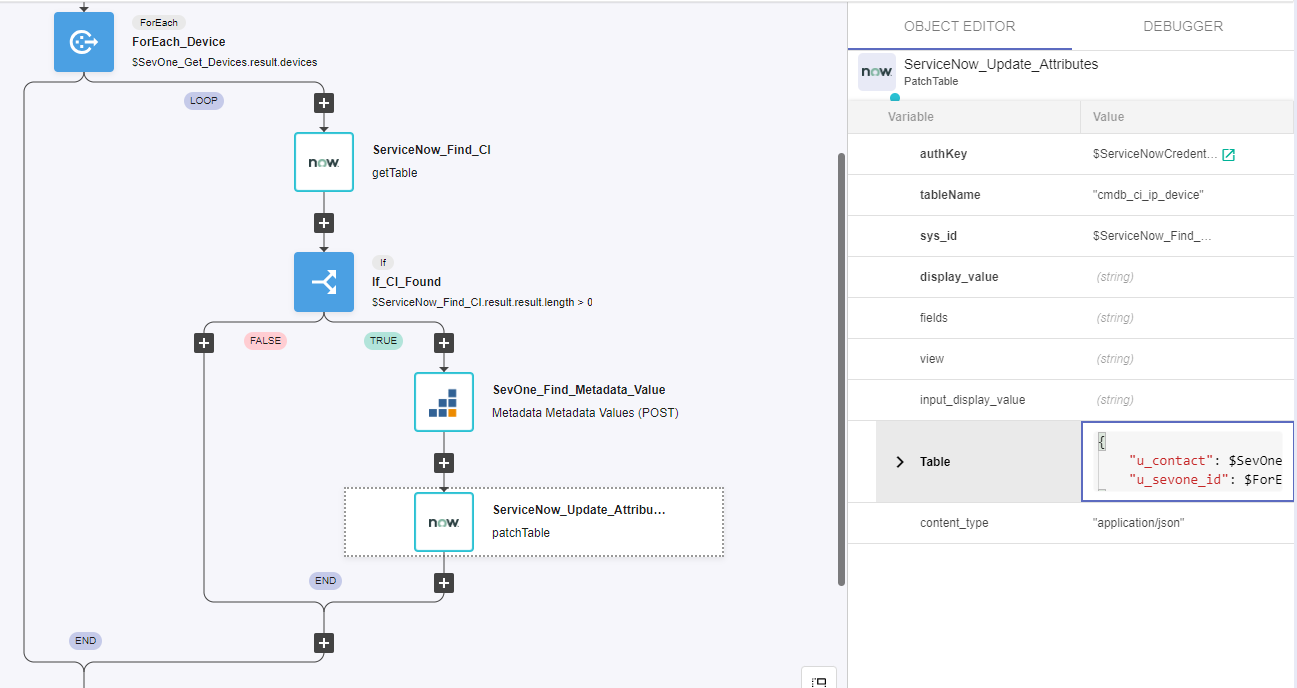 ForEach
ForEach_Device
$SevOne_Get_Devices.result.devices
LOOP
now.
ServiceNow_Find_CI
getTable
If
If_CI_Found
$ServiceNow_Find_CI.result.result.length > 0
FALSE
TRUE
SevOne_Find_Metadata_Value
Metadata Metadata Values (POST)
now.
ServiceNow_Update_Attribu...
patchTable
END
END
OBJECT EDITOR
DEBUGGER
now.
ServiceNow_Update_Attributes
PatchTable
Variable Value
authKey $ServiceNowCredent...
tableName "cmdb_ci_ip_device"
sys_id $ServiceNow_Find_...
display_value (string)
fields (string)
view (string)
input_display_value (string)
Table
{
"u_contact": $SevOne
"u_sevone_id": $ForE
content_type "application/json"